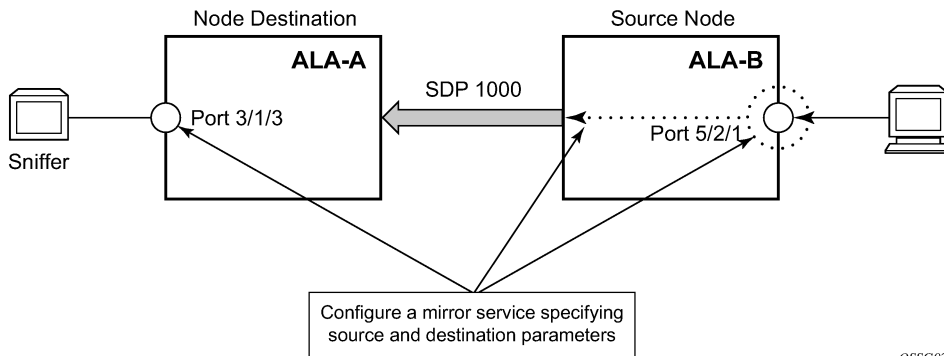 Node Destination
Source Node
ALA-A
ALA-B
SDP 1000
Port 3/1/3
Port 5/2/1
Sniffer
Configure a mirror service specifying
source and destination parameters